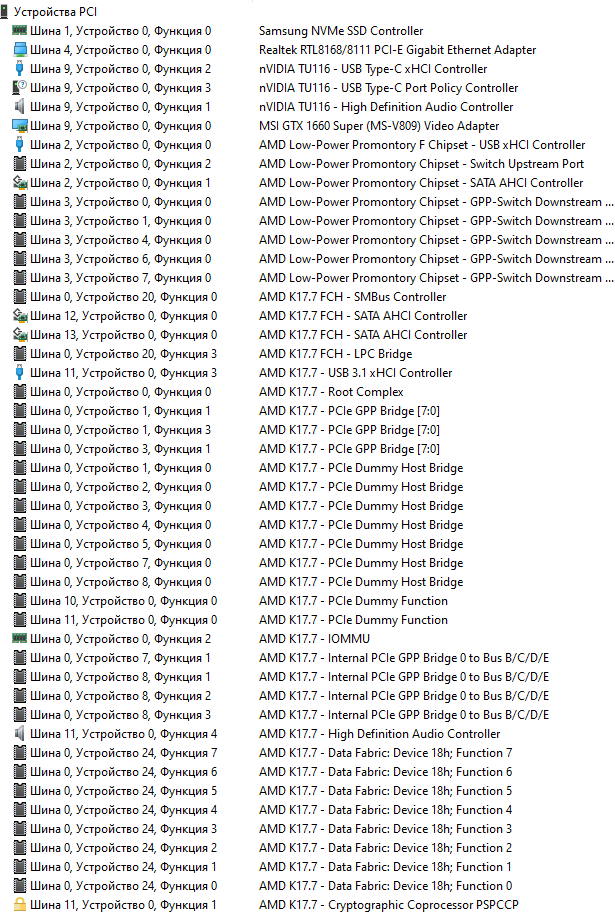 Устройства PCI
Шина 1, Устройство 0, Функция 0 Samsung NVMe SSD Controller
Шина 4, Устройство 0, Функция 0 Realtek RTL8168/8111 PCI-E Gigabit Ethernet Adapter
Шина 9, Устройство 0, Функция 2 nVIDIA TU116 - USB Type-C xHCI Controller
Шина 9, Устройство 0, Функция 3 nVIDIA TU116 - USB Type-C Port Policy Controller
Шина 9, Устройство 0, Функция 1 nVIDIA TU116 - High Definition Audio Controller
Шина 9, Устройство 0, Функция 0 MSI GTX 1660 Super (MS-V809) Video Adapter
Шина 2, Устройство 0, Функция 0 AMD Low-Power Promontory F Chipset - USB xHCI Controller
Шина 2, Устройство 0, Функция 2 AMD Low-Power Promontory Chipset - Switch Upstream Port
Шина 2, Устройство 0, Функция 1 AMD Low-Power Promontory Chipset - SATA AHCI Controller
Шина 3, Устройство 0, Функция 0 AMD Low-Power Promontory Chipset - GPP-Switch Downstream ...
Шина 3, Устройство 1, Функция 0 AMD Low-Power Promontory Chipset - GPP-Switch Downstream ...
Шина 3, Устройство 4, Функция 0 AMD Low-Power Promontory Chipset - GPP-Switch Downstream ...
Шина 3, Устройство 6, Функция 0 AMD Low-Power Promontory Chipset - GPP-Switch Downstream ...
Шина 3, Устройство 7, Функция 0 AMD Low-Power Promontory Chipset - GPP-Switch Downstream ...
Шина 0, Устройство 20, Функция 0 AMD K17.7 FCH - SMBus Controller
Шина 12, Устройство 0, Функция 0 AMD K17.7 FCH - SATA AHCI Controller
Шина 13, Устройство 0, Функция 0 AMD K17.7 FCH - SATA AHCI Controller
Шина 0, Устройство 20, Функция 3 AMD K17.7 FCH - LPC Bridge
Шина 11, Устройство 0, Функция 3 AMD K17.7 - USB 3.1 xHCI Controller
Шина 0, Устройство 0, Функция 0 AMD K17.7 - Root Complex
Шина 0, Устройство 1, Функция 1 AMD K17.7 - PCIe GPP Bridge [7:0]
Шина 0, Устройство 1, Функция 3 AMD K17.7 - PCIe GPP Bridge [7:0]
Шина 0, Устройство 3, Функция 1 AMD K17.7 - PCIe GPP Bridge [7:0]
Шина 0, Устройство 1, Функция 0 AMD K17.7 - PCIe Dummy Host Bridge
Шина 0, Устройство 2, Функция 0 AMD K17.7 - PCIe Dummy Host Bridge
Шина 0, Устройство 3, Функция 0 AMD K17.7 - PCIe Dummy Host Bridge
Шина 0, Устройство 4, Функция 0 AMD K17.7 - PCIe Dummy Host Bridge
Шина 0, Устройство 5, Функция 0 AMD K17.7 - PCIe Dummy Host Bridge
Шина 0, Устройство 7, Функция 0 AMD K17.7 - PCIe Dummy Host Bridge
Шина 0, Устройство 8, Функция 0 AMD K17.7 - PCIe Dummy Host Bridge
Шина 10, Устройство 0, Функция 0 AMD K17.7 - PCIe Dummy Function
Шина 11, Устройство 0, Функция 0 AMD K17.7 - PCIe Dummy Function
Шина 0, Устройство 0, Функция 2 AMD K17.7 - IOMMU
Шина 0, Устройство 7, Функция 1 AMD K17.7 - Internal PCIe GPP Bridge 0 to Bus B/C/D/E
Шина 0, Устройство 8, Функция 1 AMD K17.7 - Internal PCIe GPP Bridge 0 to Bus B/C/D/E
Шина 0, Устройство 8, Функция 2 AMD K17.7 - Internal PCIe GPP Bridge 0 to Bus B/C/D/E
Шина 0, Устройство 8, Функция 3 AMD K17.7 - Internal PCIe GPP Bridge 0 to Bus B/C/D/E
Шина 11, Устройство 0, Функция 4 AMD K17.7 - High Definition Audio Controller
Шина 0, Устройство 24, Функция 7 AMD K17.7 - Data Fabric: Device 18h; Function 7
Шина 0, Устройство 24, Функция 6 AMD K17.7 - Data Fabric: Device 18h; Function 6
Шина 0, Устройство 24, Функция 5 AMD K17.7 - Data Fabric: Device 18h; Function 5
Шина 0, Устройство 24, Функция 4 AMD K17.7 - Data Fabric: Device 18h; Function 4
Шина 0, Устройство 24, Функция 3 AMD K17.7 - Data Fabric: Device 18h; Function 3
Шина 0, Устройство 24, Функция 2 AMD K17.7 - Data Fabric: Device 18h; Function 2
Шина 0, Устройство 24, Функция 1 AMD K17.7 - Data Fabric: Device 18h; Function 1
Шина 0, Устройство 24, Функция 0 AMD K17.7 - Data Fabric: Device 18h; Function 0
Шина 11, Устройство 0, Функция 1 AMD K17.7 - Cryptographic Coprocessor PSPCCP